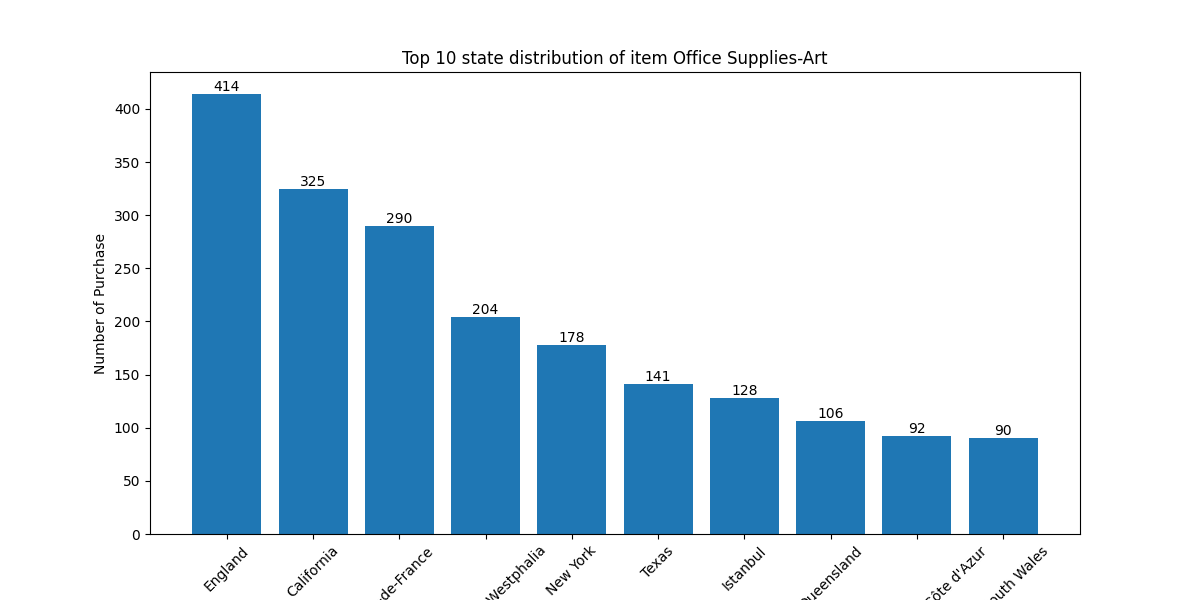 Top 10 state distribution of item Office Supplies-Art
Number of Purchase
400
350
300
250
200
150
100
50
0
414
325
290
204
178
141
128
106
92
90
England
California
de-France
Westphalia
New York
Texas
Istanbul
Queensland
Côte d'Azur
outh Wales